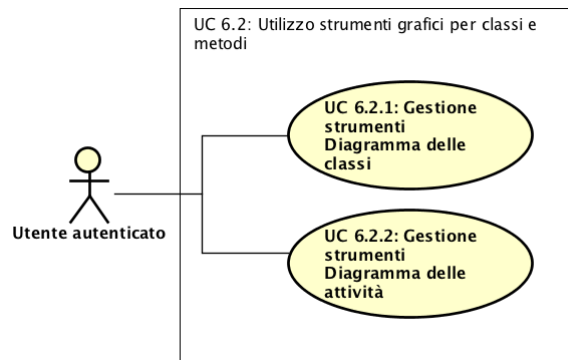 UC 6.2: Utilizzo strumenti grafici per classi e
metodi
UC 6.2.1: Gestione
strumenti
Diagramma delle
classi
Utente autenticato
UC 6.2.2: Gestione
strumenti
Diagramma delle
attività